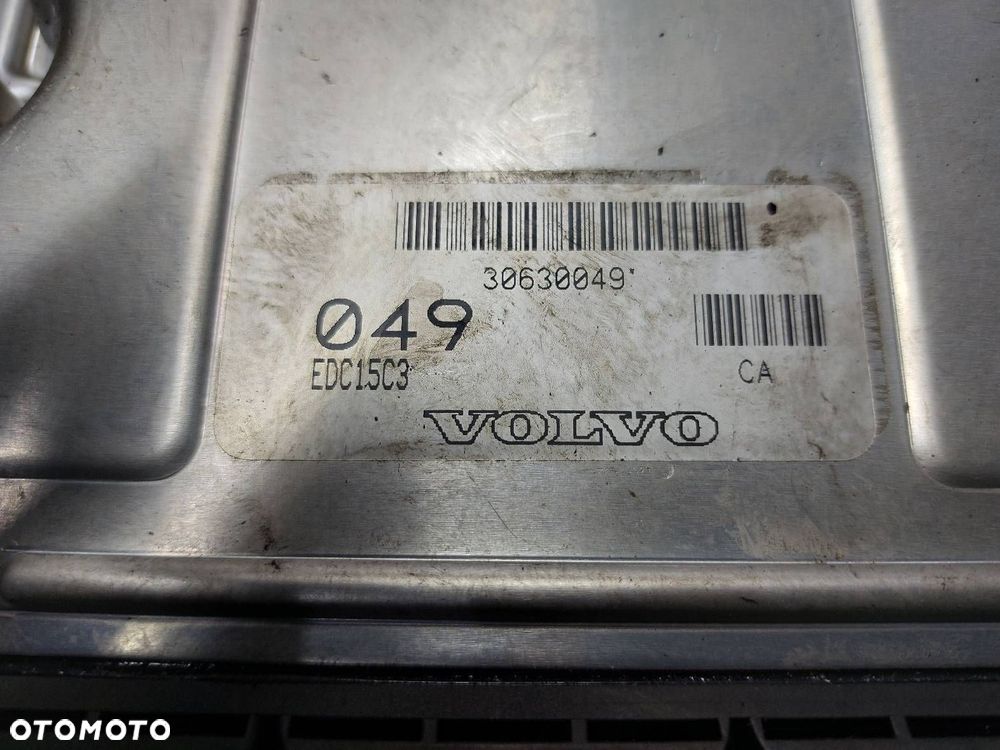 30630049
049
EDC15C3
CA
VOLVO
OTOMOTO